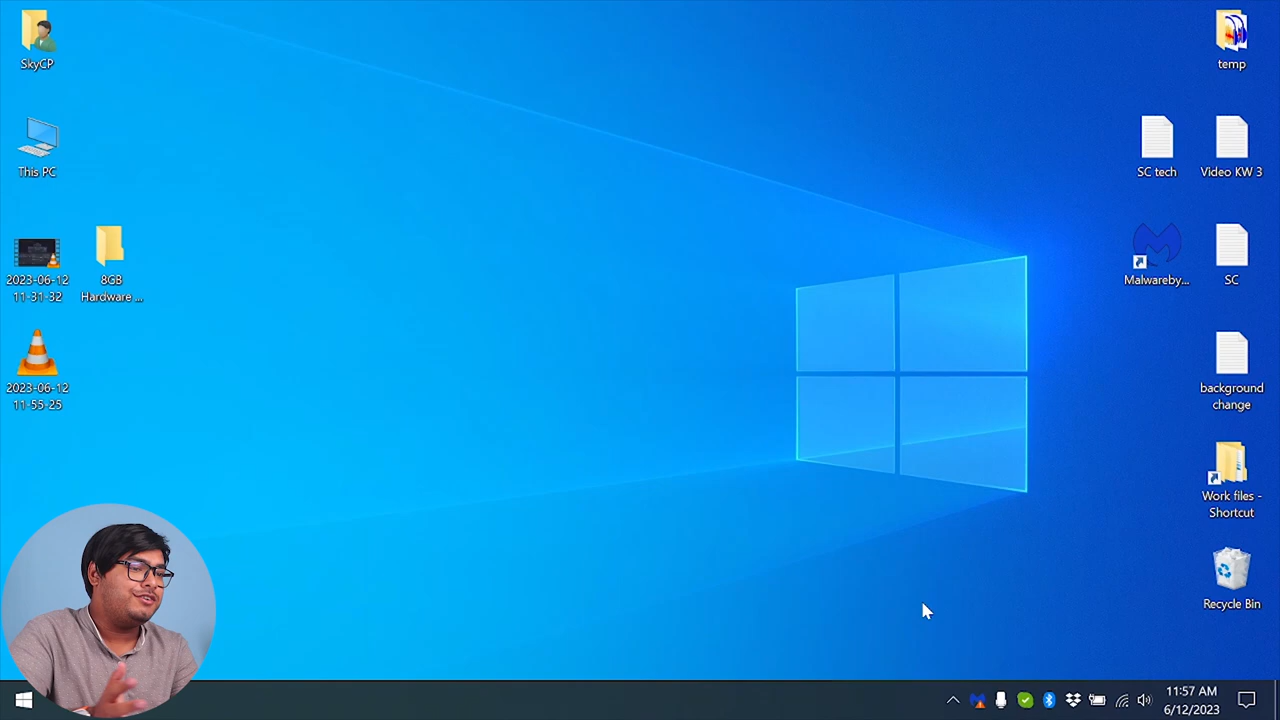 SkyCP
This PC
2023-06-12
11-31-32
8GB
Hardware ...
2023-06-12
11-55-25
temp
SC tech
Video KW 3
Malwareby...
SC
background
change
Work files -
Shortcut
Recycle Bin
11:57 AM
6/12/2023